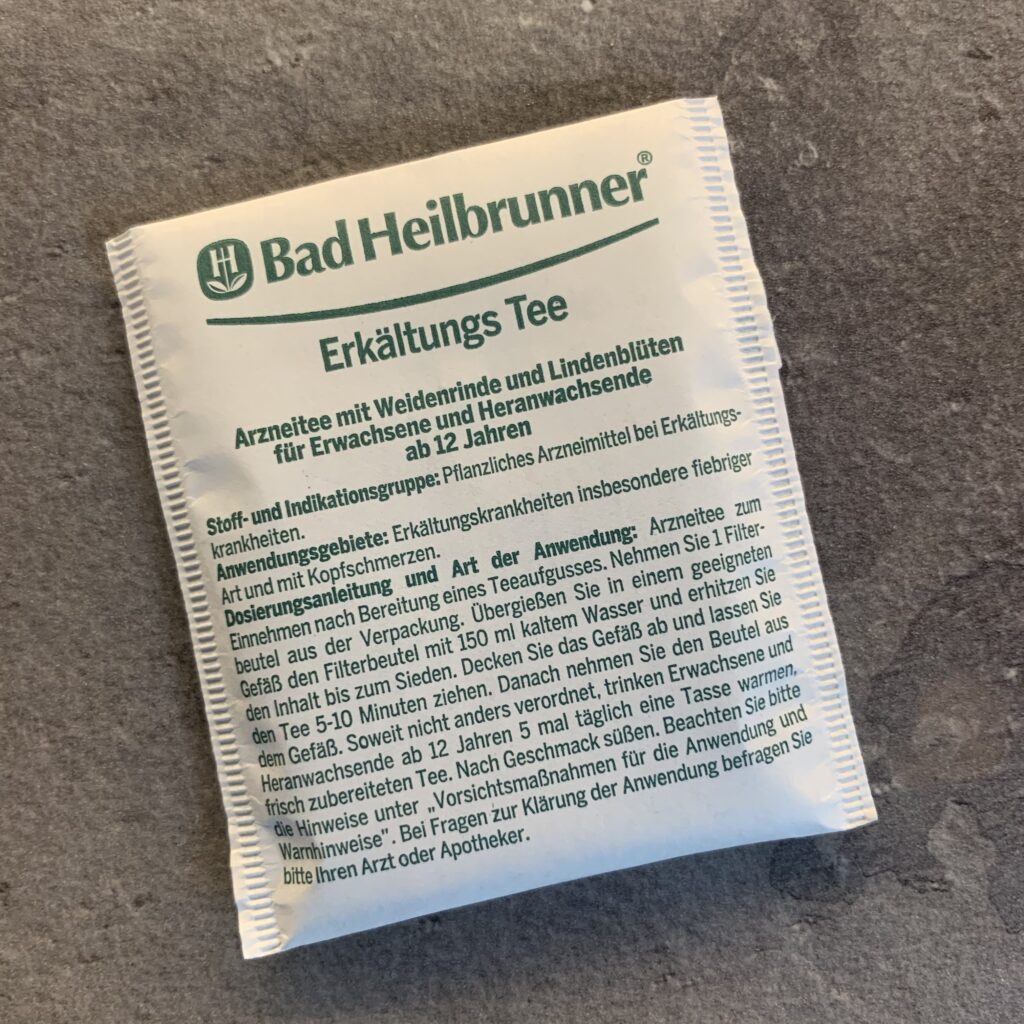 Bad Heilbrunner®
Erkältungs Tee
Arzneitee mit Weidenrinde und Lindenblüten
für Erwachsene und Heranwachsende
ab 12 Jahren
Stoff- und Indikationsgruppe: Pflanzliches Arzneimittel bei Erkältungs-
krankheiten.
Anwendungsgebiete: Erkältungskrankheiten insbesondere fiebriger
Art und mit Kopfschmerzen.
Dosierungsanleitung und Art der Anwendung: Arzneitee zum
Einnehmen nach Bereitung eines Teeaufgusses. Nehmen Sie 1 Filter-
beutel aus der Verpackung. Übergießen Sie in einem geeigneten
Gefäß den Filterbeutel mit 150 ml kaltem Wasser und erhitzen Sie
den Inhalt bis zum Sieden. Decken Sie das Gefäß ab und lassen Sie
den Tee 5-10 Minuten ziehen. Danach nehmen Sie den Beutel aus
dem Gefäß. Soweit nicht anders verordnet, trinken Erwachsene und
Heranwachsende ab 12 Jahren 5 mal täglich eine Tasse warmen,
frisch zubereiteten Tee. Nach Geschmack süßen. Beachten Sie bitte
die Hinweise unter „Vorsichtsmaßnahmen für die Anwendung und
Warnhinweise". Bei Fragen zur Klärung der Anwendung befragen Sie
bitte Ihren Arzt oder Apotheker.